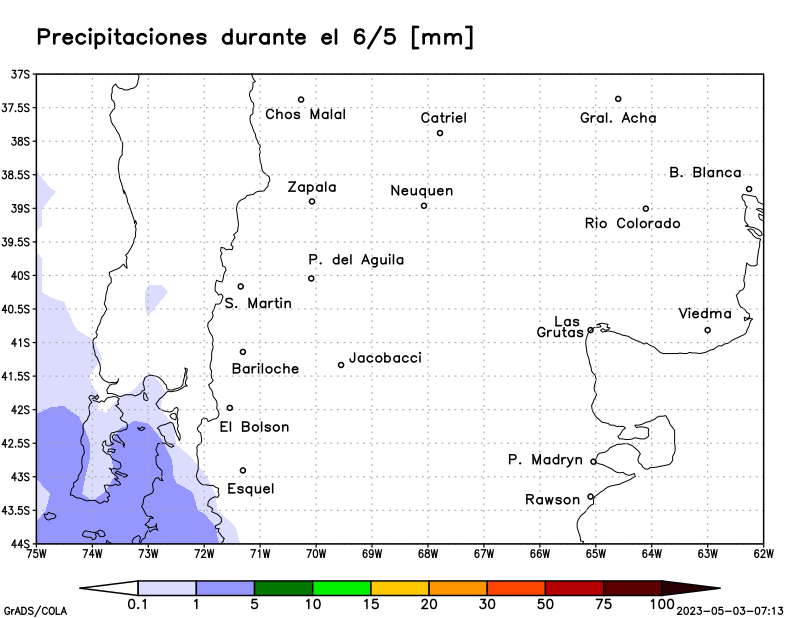 Precipitaciones durante el 6/5 [mm]
37S
37.5S
38S
38.5S
39S
39.5S
40S
40.5S
41S
41.5S
42S
42.5S
43S
43.5S
44S
Chos Malal
Catriel
Gral. Acha
B. Blanca
Zapala
Neuquen
Rio Colorado
P. del Aguila
S. Martin
Viedma
Las
Grutas
Bariloche
Jacobacci
El Bolson
P. Madryn
Esquel
Rawson
75W 74W 73W 72W 71W 70W 69W 68W 67W 66W 65W 64W 63W 62W
0.1 1 5 10 15 20 30 50 75 100
GrADS/COLA
2023-05-03-07:13